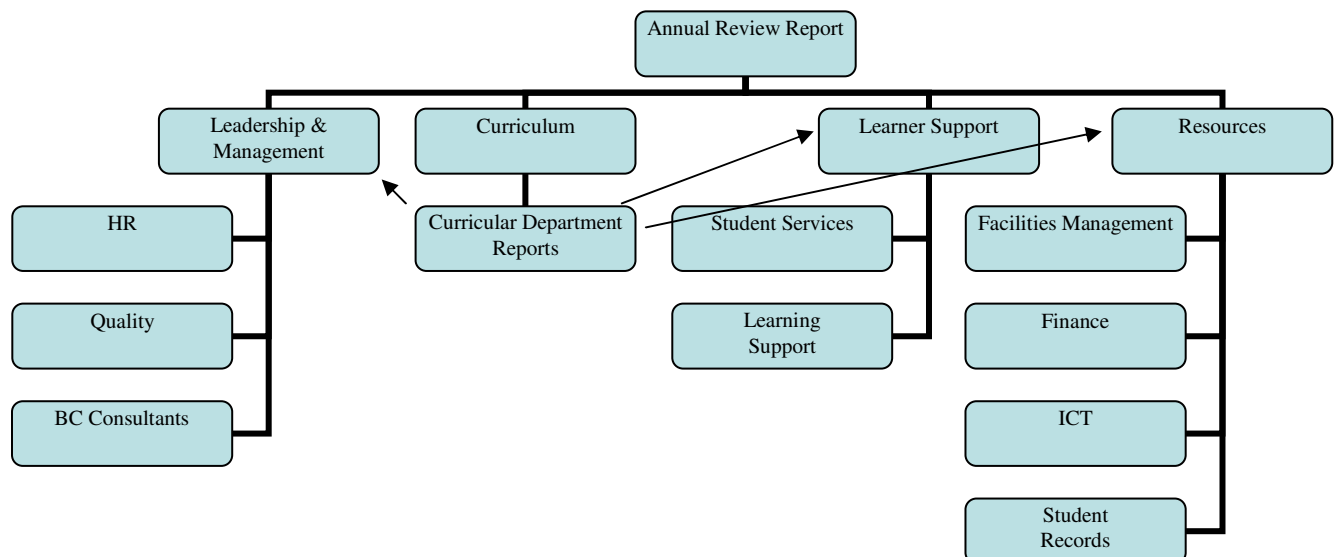 Annual Review Report
Leadership &
Management
Curriculum
Learner Support
Resources
HR
Curricular Department
Reports
Student Services
Facilities Management
Quality
Learning
Support
Finance
BC Consultants
ICT
Student
Records